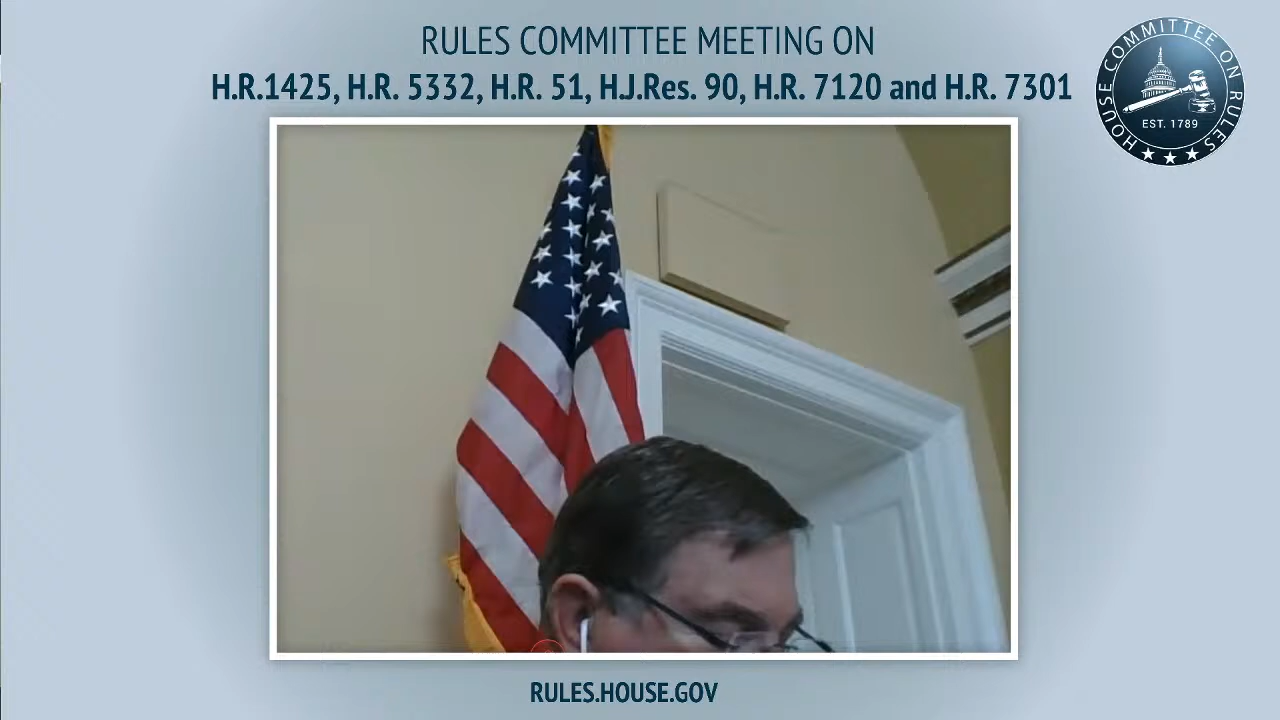 RULES COMMITTEE MEETING ON
H.R.1425, H.R. 5332, H.R. 51, H.J.Res. 90, H.R. 7120 and H.R. 7301
HOUSE COMMITTEE ON RULES
EST. 1789
RULES.HOUSE.GOV